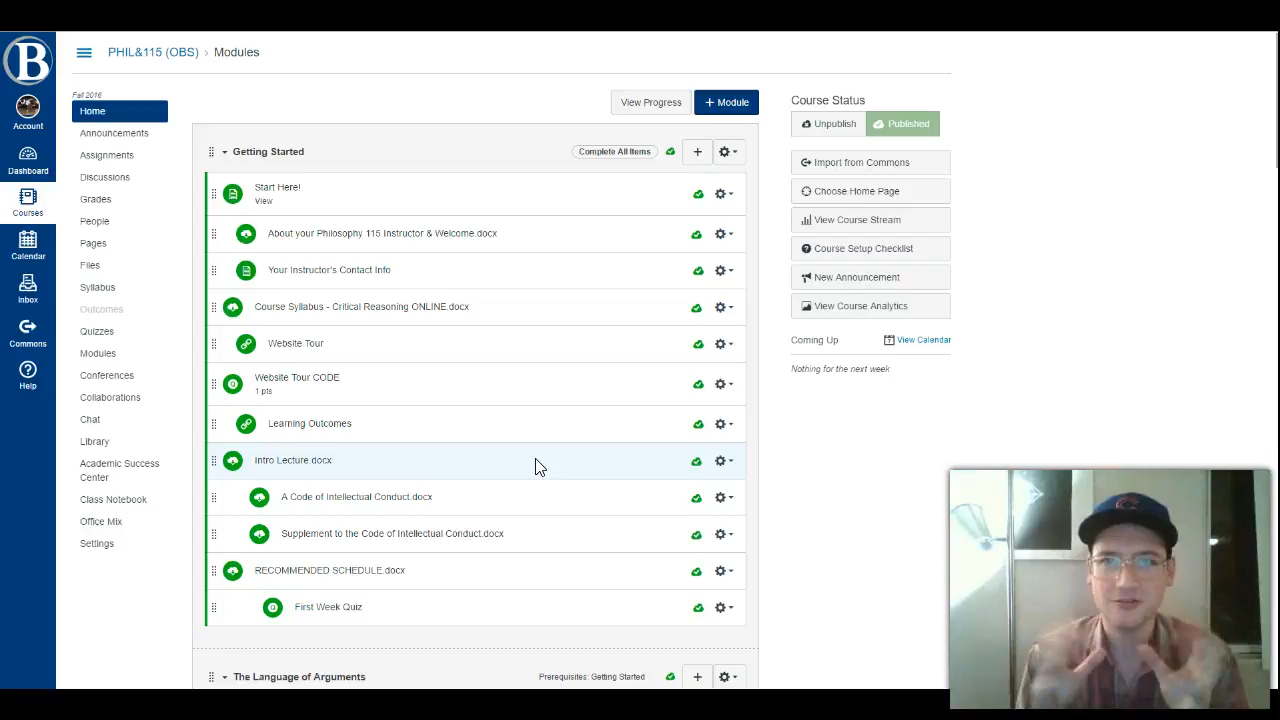 B
PHIL&115 (OBS) › Modules
Account
Dashboard
Courses
Calendar
Inbox
Commons
Help
Fall 2016
Home
Announcements
Assignments
Discussions
Grades
People
Pages
Files
Syllabus
Outcomes
Quizzes
Modules
Conferences
Collaborations
Chat
Library
Academic Success
Center
Class Notebook
Office Mix
Settings
View Progress
+ Module
Getting Started
Complete All Items
Start Here!
View
About your Philosophy 115 Instructor & Welcome.docx
Your Instructor's Contact Info
Course Syllabus - Critical Reasoning ONLINE.docx
Website Tour
Website Tour CODE
1 pts
Learning Outcomes
Intro Lecture.docx
A Code of Intellectual Conduct.docx
Supplement to the Code of Intellectual Conduct.docx
RECOMMENDED SCHEDULE.docx
First Week Quiz
The Language of Arguments
Prerequisites: Getting Started
Course Status
Unpublish
Published
Import from Commons
Choose Home Page
View Course Stream
Course Setup Checklist
New Announcement
View Course Analytics
Coming Up
View Calendar
Nothing for the next week